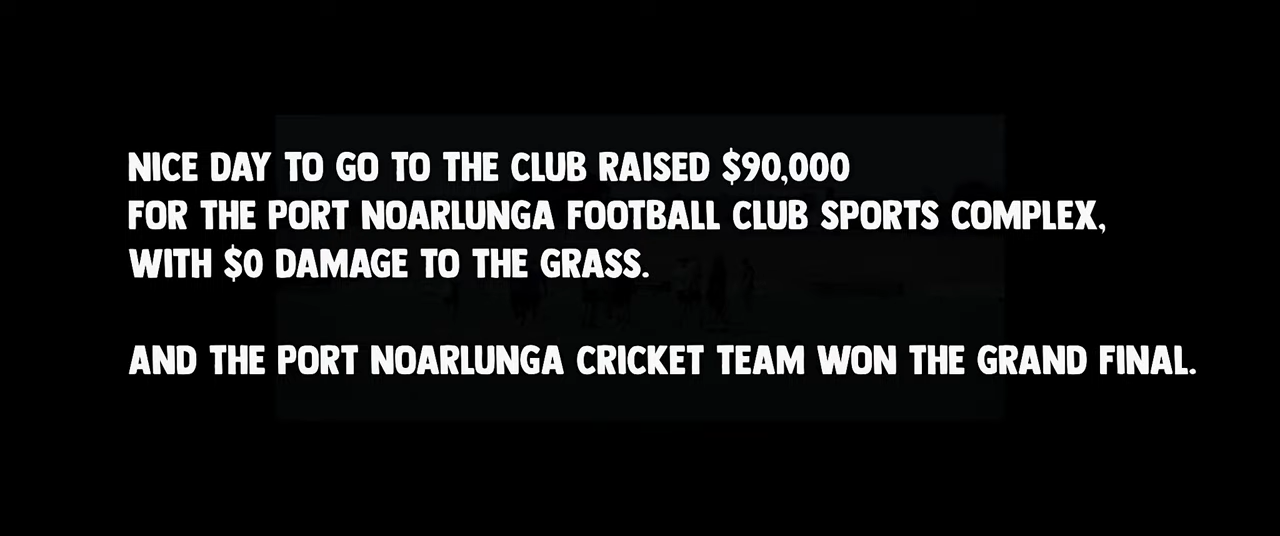 NICE DAY TO GO TO THE CLUB RAISED $90,000
FOR THE PORT NOARLUNGA FOOTBALL CLUB SPORTS COMPLEX,
WITH $0 DAMAGE TO THE GRASS.
AND THE PORT NOARLUNGA CRICKET TEAM WON THE GRAND FINAL.